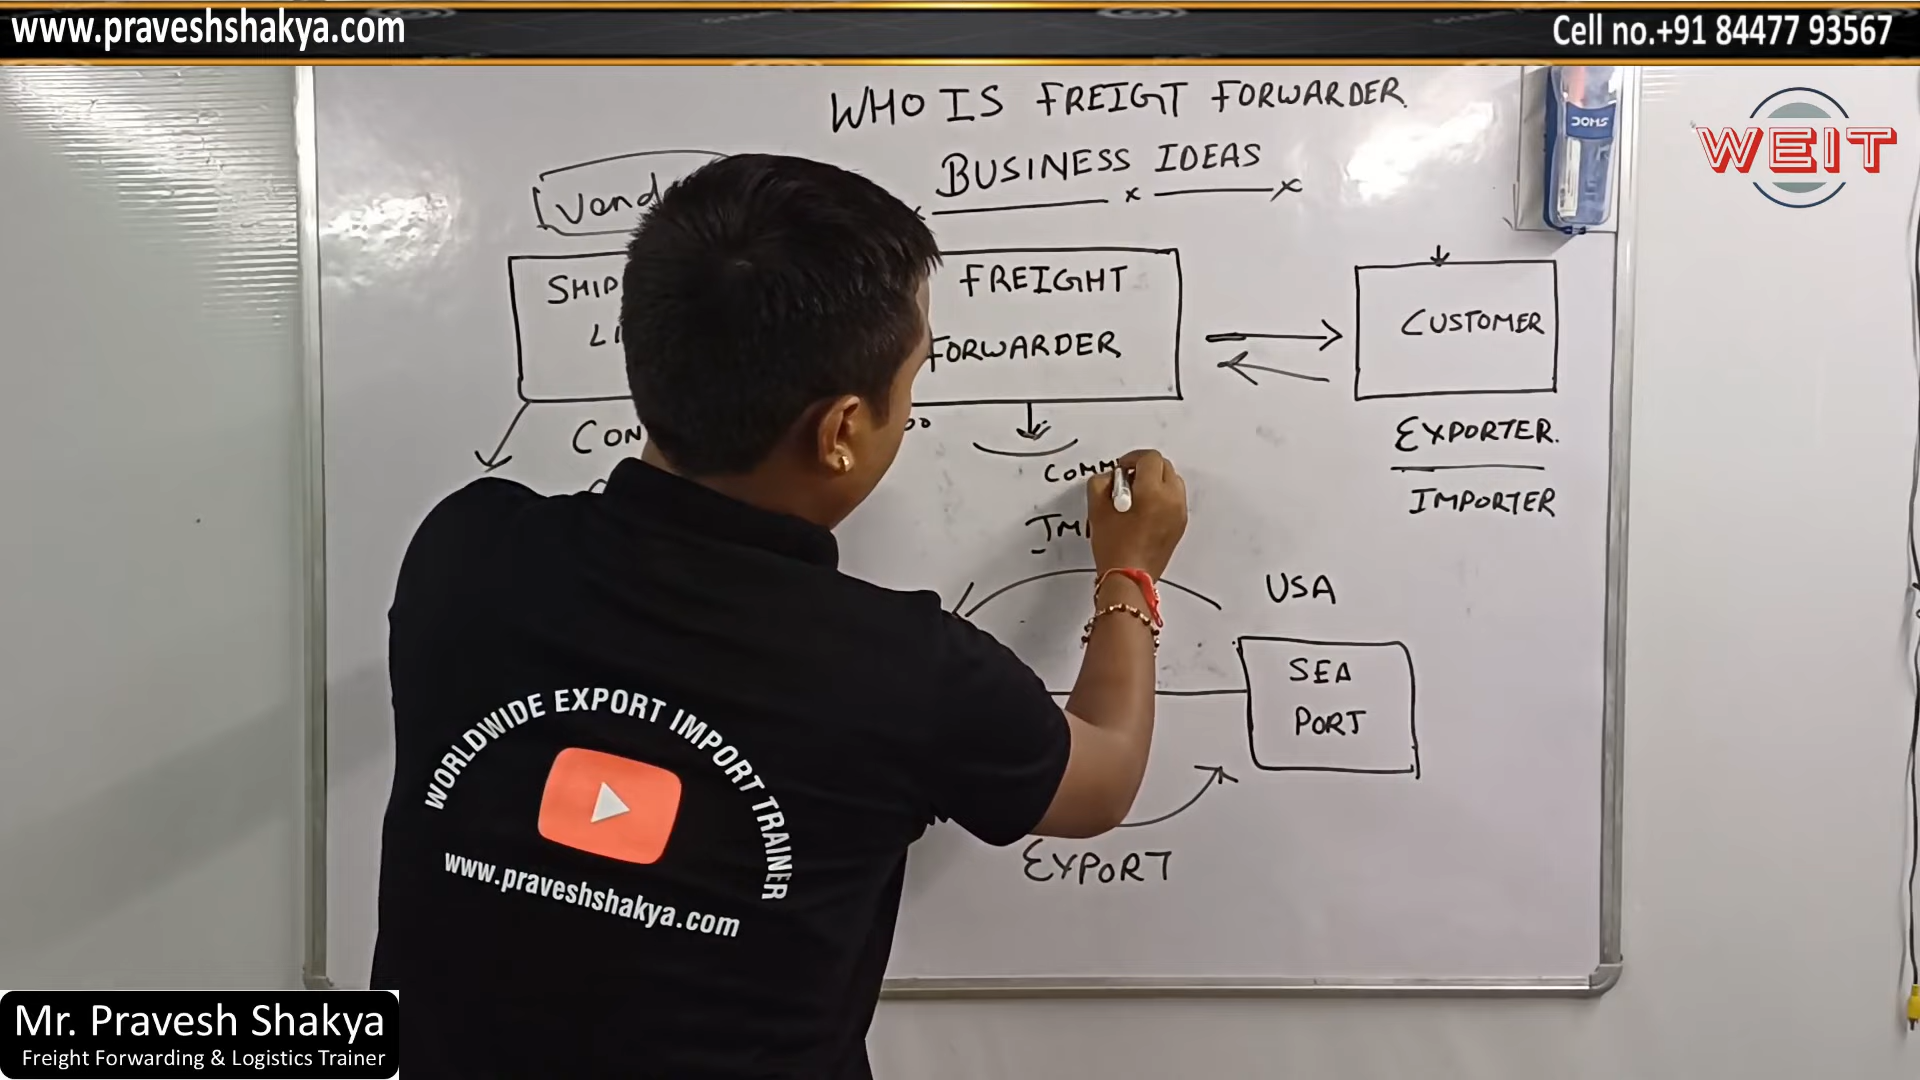 www.praveshshakya.com
Cell no.+91 84477 93567
WHO IS FREIGT FORWARDER.
BUSINESS IDEAS
WEIT
DOMS
FREIGHT
FORWARDER
CUSTOMER
EXPORTER.
IMPORTER
USA
SEA
PORT
EXPORT
WORLDWIDE EXPORT IMPORT TRAINER
www.praveshshakya.com
Mr. Pravesh Shakya
Freight Forwarding & Logistics Trainer